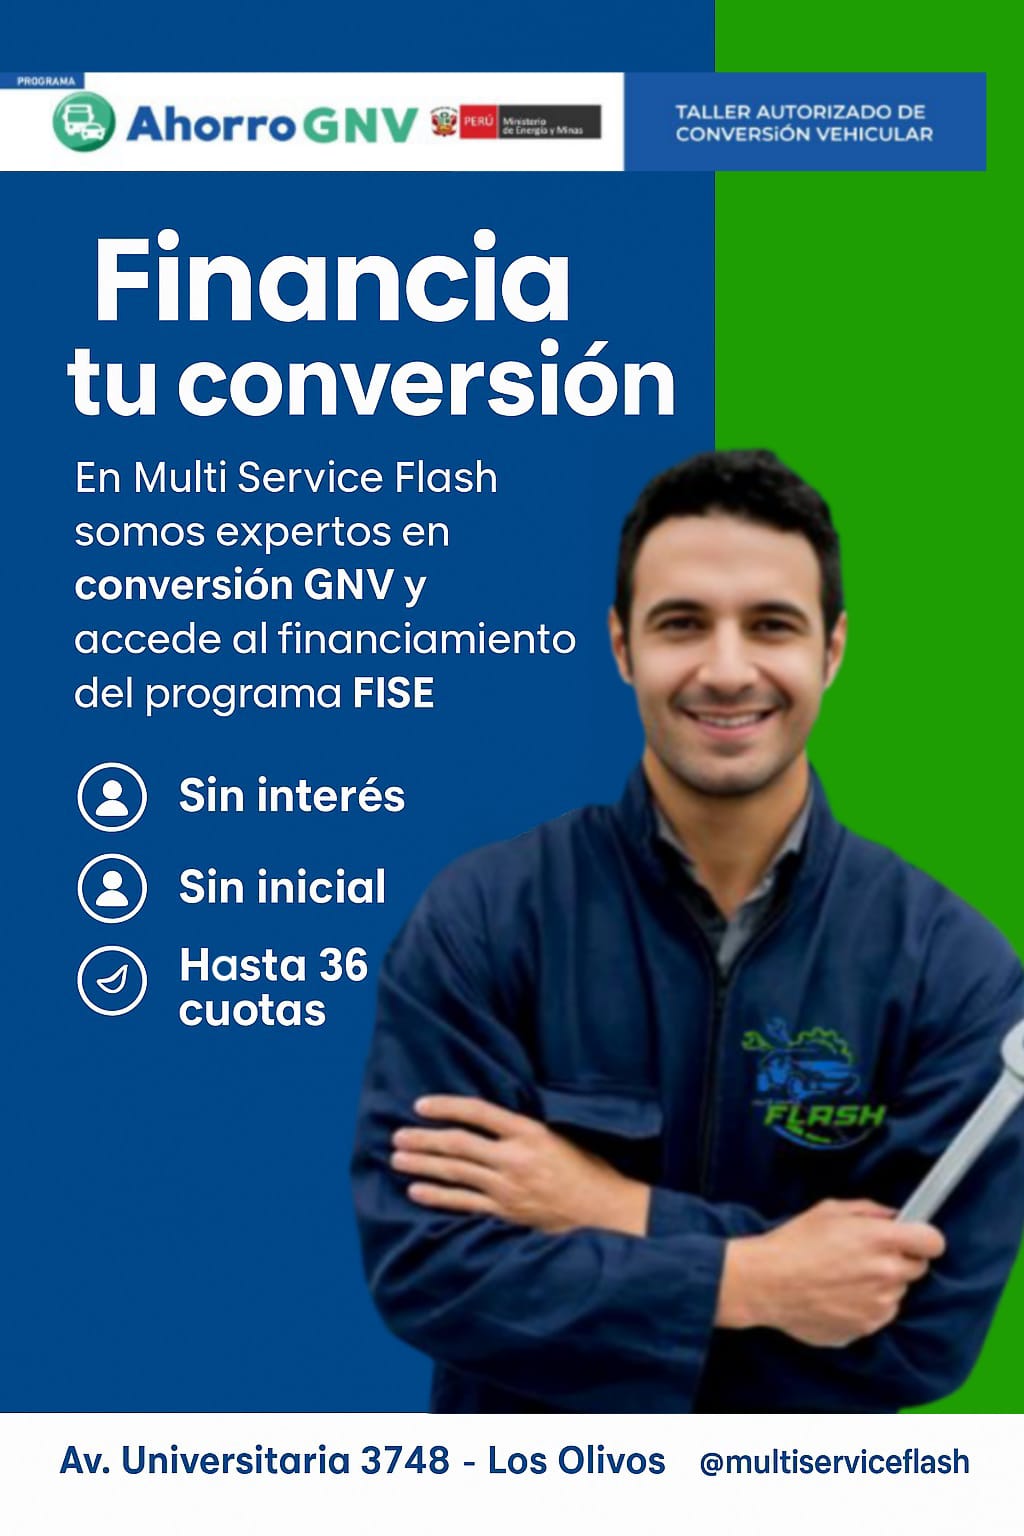 PROGRAMA
Ahorro GNV
PERÚ
Ministerio
de Energía y Minas
TALLER AUTORIZADO DE
CONVERSiÓN VEHICULAR
Financia
tu conversión
En Multi Service Flash
somos expertos en
conversión GNV y
accede al financiamiento
del programa FISE
Sin interés
Sin inicial
Hasta 36
cuotas
FLASH
Av. Universitaria 3748 - Los Olivos
@multiserviceflash